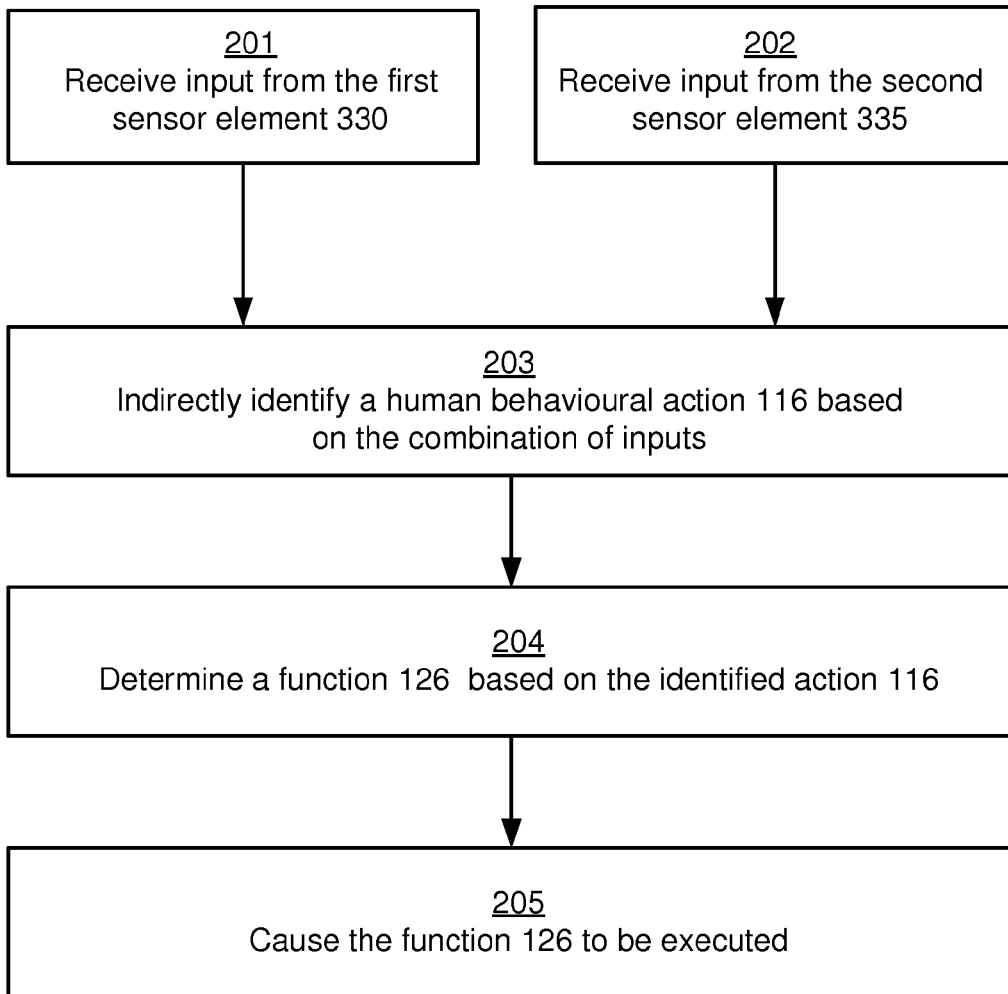 201
Receive input from the first
sensor element 330
202
Receive input from the second
sensor element 335
203
Indirectly identify a human behavioural action 116 based
on the combination of inputs
204
Determine a function 126 based on the identified action 116
205
Cause the function 126 to be executed